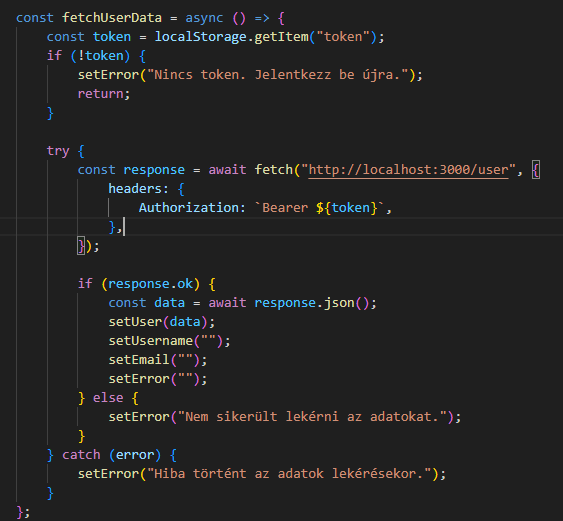 const fetchUserData = async () => {
    const token = localStorage.getItem("token");
    if (!token) {
        setError("Nincs token. Jelentkezz be újra.");
        return;
    }

    try {
        const response = await fetch("http://localhost:3000/user", {
            headers: {
                Authorization: `Bearer ${token}`,
            },
        });

        if (response.ok) {
            const data = await response.json();
            setUser(data);
            setUsername("");
            setEmail("");
            setError("");
        } else {
            setError("Nem sikerült lekérni az adatokat.");
        }
    } catch (error) {
        setError("Hiba történt az adatok lekérésekor.");
    }
};